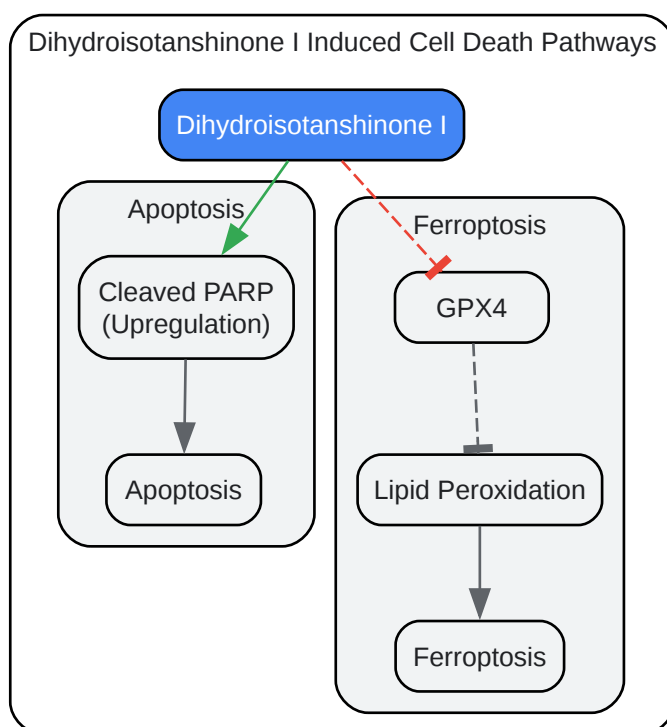 Dihydroisotanshinone I Induced Cell Death Pathways
Dihydroisotanshinone I
Apoptosis
Cleaved PARP
(Upregulation)
Apoptosis
Ferroptosis
GPX4
Lipid Peroxidation
Ferroptosis